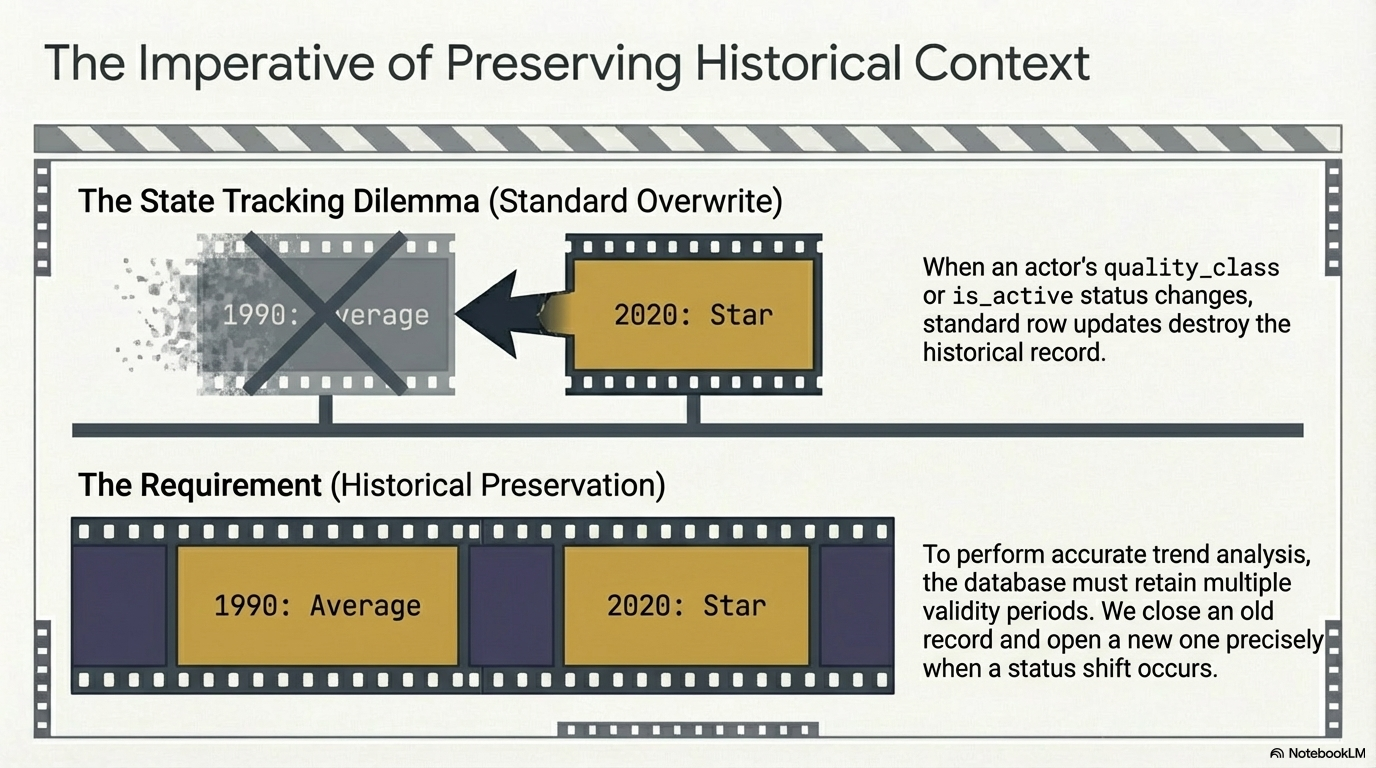 The Imperative of Preserving Historical Context
The State Tracking Dilemma (Standard Overwrite)
1990: verage
2020: Star
When an actor's quality_class
or is_active status changes,
standard row updates destroy the
historical record.
The Requirement (Historical Preservation)
1990: Average
2020: Star
To perform accurate trend analysis,
the database must retain multiple
validity periods. We close an old
record and open a new one precisely
when a status shift occurs.
NotebookLM